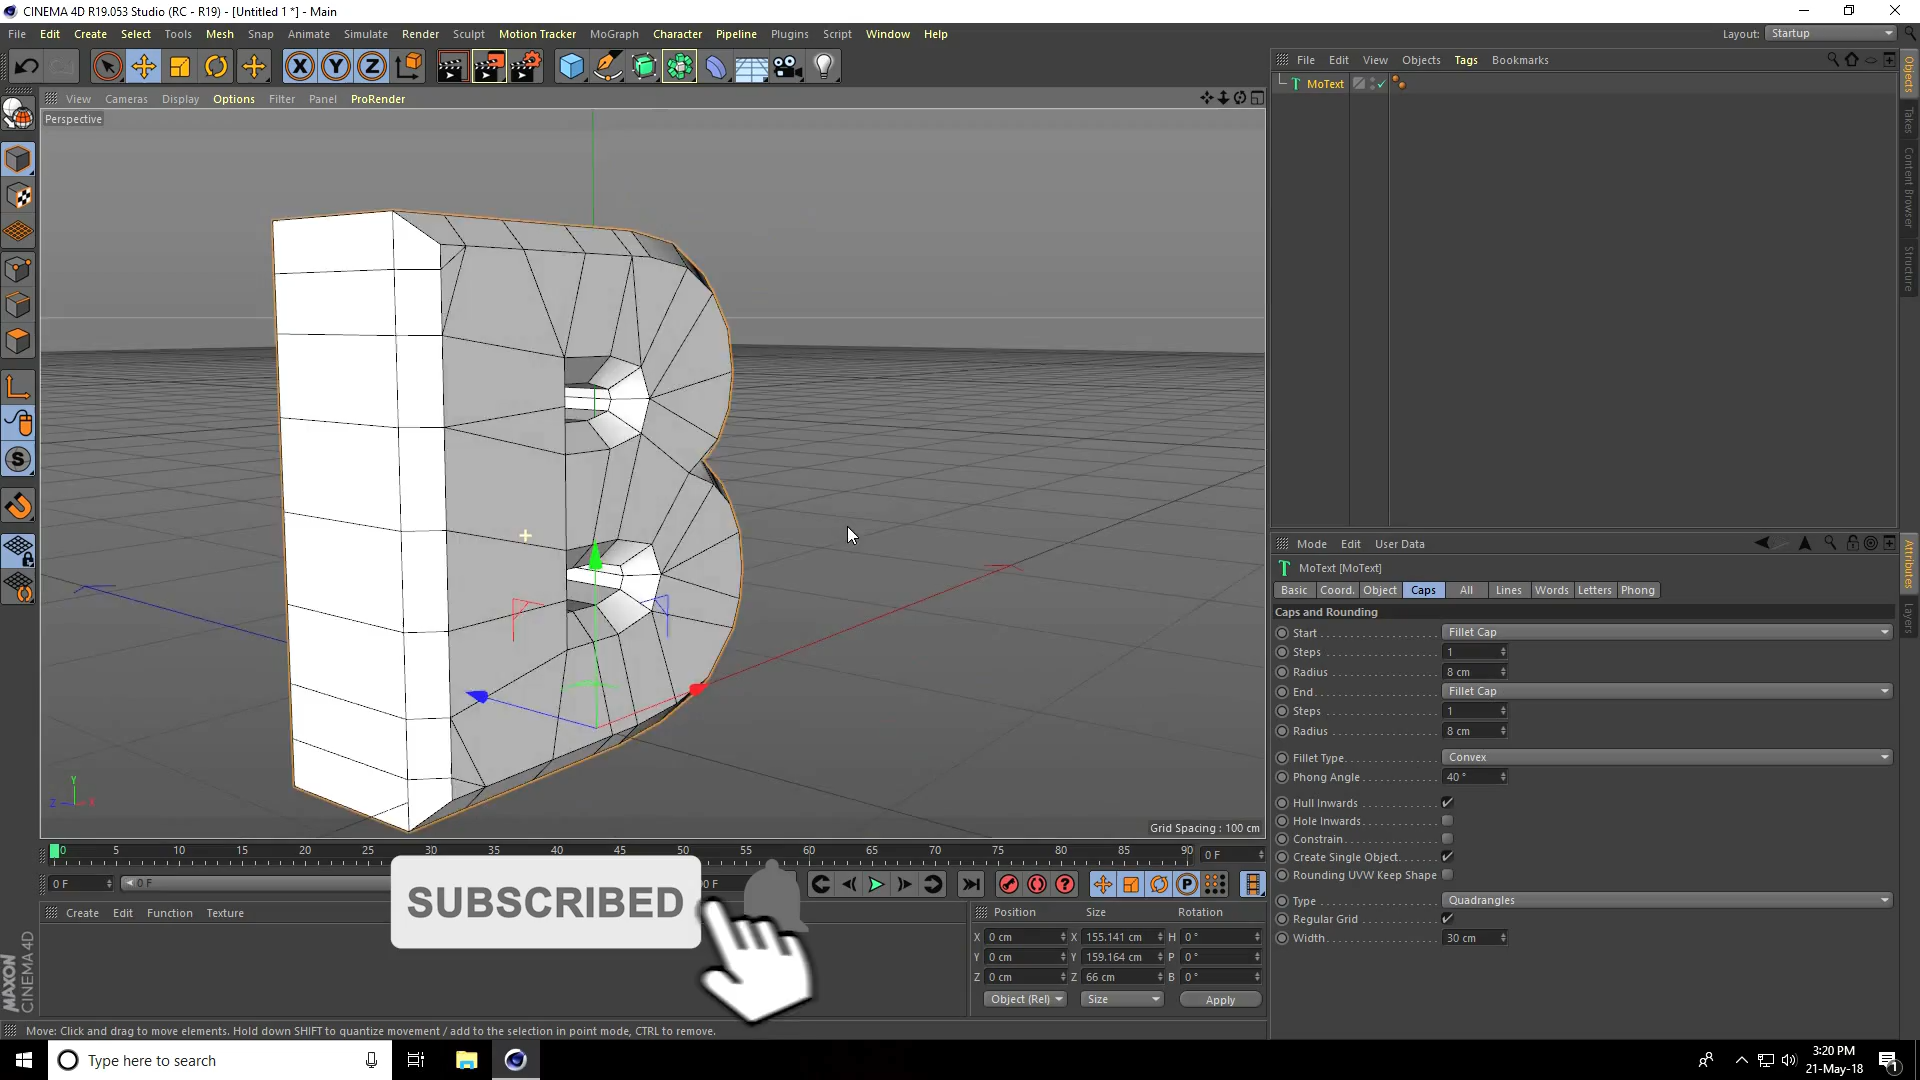 CINEMA 4D R19.053 Studio (RC - R19) - [Untitled 1 *] - Main
File Edit Create Select Tools Mesh Snap Animate Simulate Render Sculpt Motion Tracker MoGraph Character Pipeline Plugins Script Window Help
Layout: Startup
View Cameras Display Options Filter Panel ProRender
Perspective
Grid Spacing : 100 cm
File Edit View Objects Tags Bookmarks
MoText
Objects
Takes
Content Browser
Structure
Mode Edit User Data
MoText [MoText]
Basic Coord. Object Caps All Lines Words Letters Phong
Caps and Rounding
Start Fillet Cap
Steps 1
Radius 8 cm
End Fillet Cap
Steps 1
Radius 8 cm
Fillet Type Convex
Phong Angle 40 °
Hull Inwards
Hole Inwards
Constrain
Create Single Object
Rounding UVW Keep Shape
Type Quadrangles
Regular Grid
Width 30 cm
Attributes
Layers
0 5 10 15 20 25 30 35 40 45 50 55 60 65 70 75 80 85 90 0 F
0 F 0 F
SUBSCRIBED
Create Edit Function Texture
Position Size Rotation
X 0 cm X 155.141 cm H 0 °
Y 0 cm Y 159.164 cm P 0 °
Z 0 cm Z 66 cm B 0 °
Object (Rel) Size Apply
MAXON
CINEMA 4D
Move: Click and drag to move elements. Hold down SHIFT to quantize movement / add to the selection in point mode, CTRL to remove.
Type here to search
3:20 PM
21-May-18
1